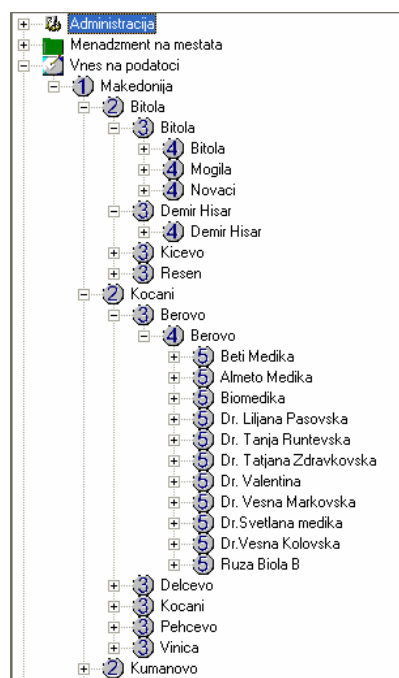 Administracija
Menadzment na mestata
Vnes na podatoci
1 Makedonija
2 Bitola
3 Bitola
4 Bitola
4 Mogila
4 Novaci
3 Demir Hisar
4 Demir Hisar
3 Kicevo
3 Resen
2 Kocani
3 Berovo
4 Berovo
5 Beti Medika
5 Almeto Medika
5 Biomedika
5 Dr. Liljana Pasovska
5 Dr. Tanja Runtevska
5 Dr. Tatjana Zdravkovska
5 Dr. Valentina
5 Dr. Vesna Markovska
5 Dr.Svetlana medika
5 Dr.Vesna Kolovska
5 Ruza Biola B
3 Delcevo
3 Kocani
3 Pehcevo
3 Vinica
2 Kumanovo